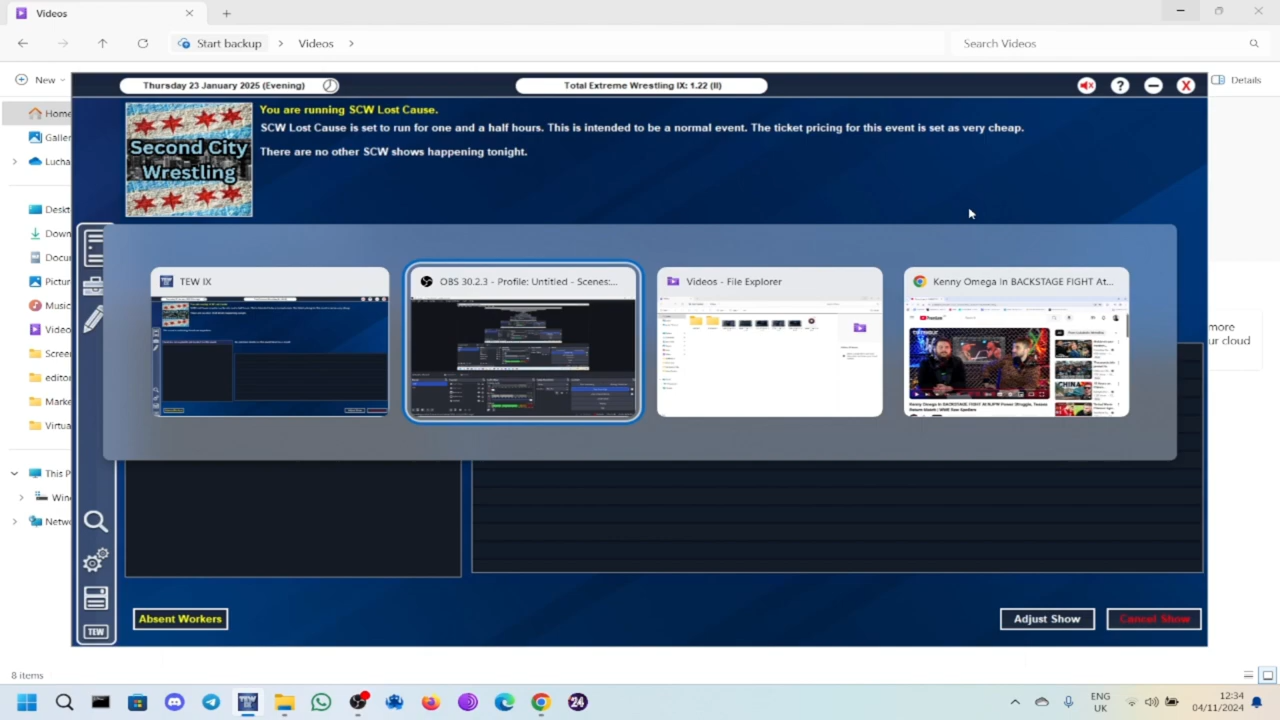 Videos
Start backup
Videos
Search Videos
New
Details
Thursday 23 January 2025 (Evening)
Total Extreme Wrestling IX: 1.22 (II)
?
X
Second City
Wrestling
You are running SCW Lost Cause.
SCW Lost Cause is set to run for one and a half hours. This is intended to be a normal event. The ticket pricing for this event is set as very cheap.
There are no other SCW shows happening tonight.
Home
Galler
Lucha
Deskt
Down
Docu
Pictur
Music
Video
Scree
editor
Marke
Virtua
This P
Win
Netw
TEW IX
OBS 30.2.3 - Profile: Untitled - Scenes:...
Videos - File Explorer
Kenny Omega In BACKSTAGE FIGHT At...
more
ur cloud
TEW
Absent Workers
Adjust Show
Cancel Show
8 items
24
ENG
UK
12:34
04/11/2024